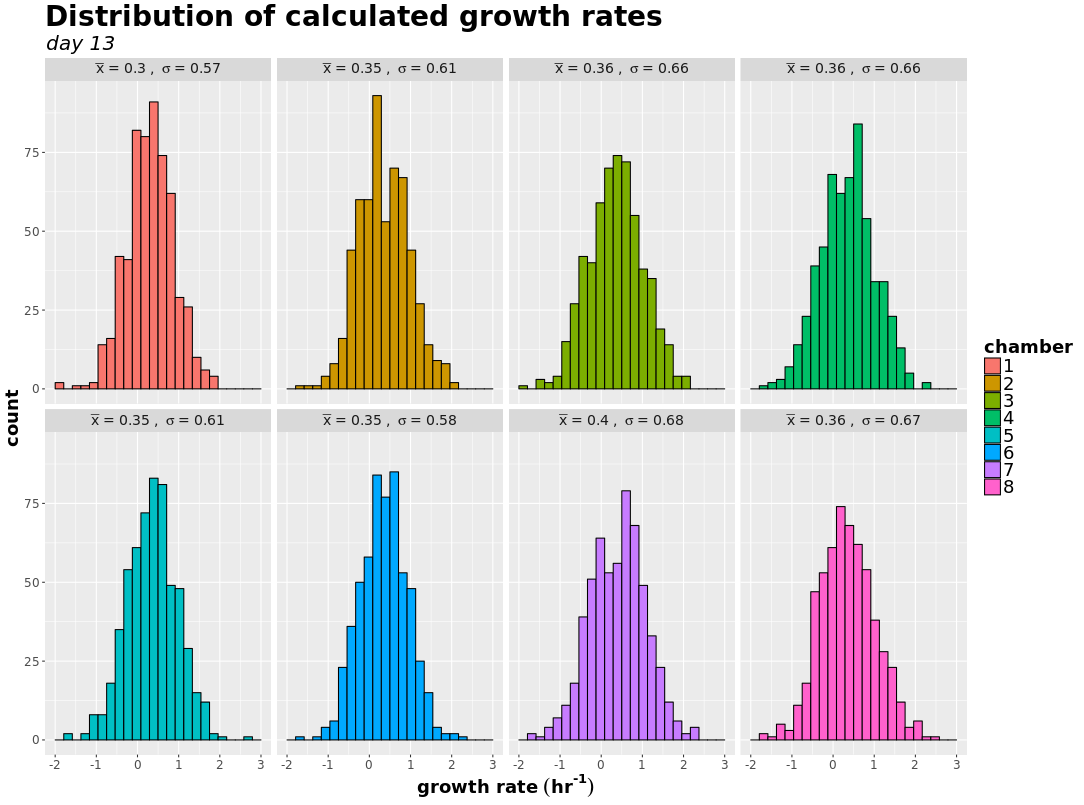 Distribution of calculated growth rates
day 13
x̅ = 0.3 , σ = 0.57
x̅ = 0.35 , σ = 0.61
x̅ = 0.36 , σ = 0.66
x̅ = 0.36 , σ = 0.66
75
50
25
0
x̅ = 0.35 , σ = 0.61
x̅ = 0.35 , σ = 0.58
x̅ = 0.4 , σ = 0.68
x̅ = 0.36 , σ = 0.67
75
50
25
0
-2 -1 0 1 2 3
-2 -1 0 1 2 3
-2 -1 0 1 2 3
-2 -1 0 1 2 3
growth rate (hr⁻¹)
count
chamber
1
2
3
4
5
6
7
8